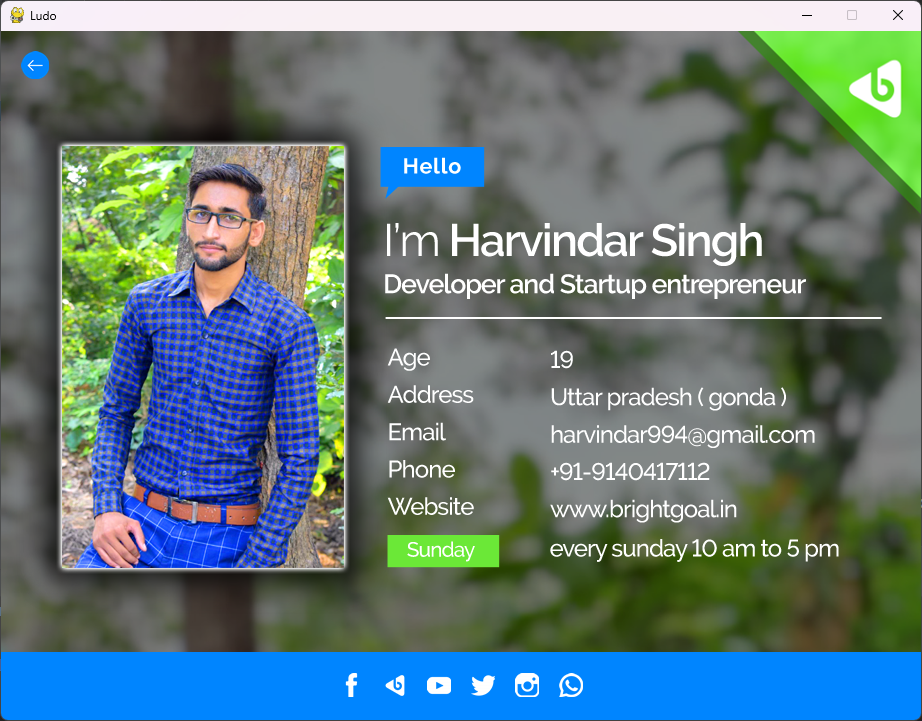 Ludo
Hello
I'm Harvindar Singh
Developer and Startup entrepreneur
Age 19
Address Uttar pradesh ( gonda )
Email harvindar994@gmail.com
Phone +91-9140417112
Website www.brightgoal.in
Sunday every sunday 10 am to 5 pm